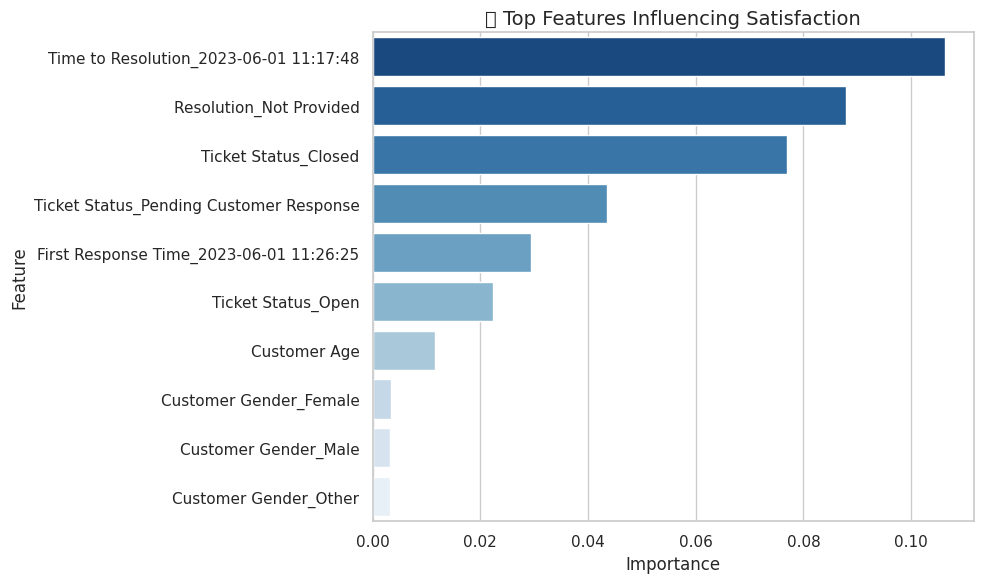 ▯ Top Features Influencing Satisfaction
Time to Resolution_2023-06-01 11:17:48
Resolution_Not Provided
Ticket Status_Closed
Ticket Status_Pending Customer Response
First Response Time_2023-06-01 11:26:25
Ticket Status_Open
Customer Age
Customer Gender_Female
Customer Gender_Male
Customer Gender_Other
Feature
0.00 0.02 0.04 0.06 0.08 0.10
Importance